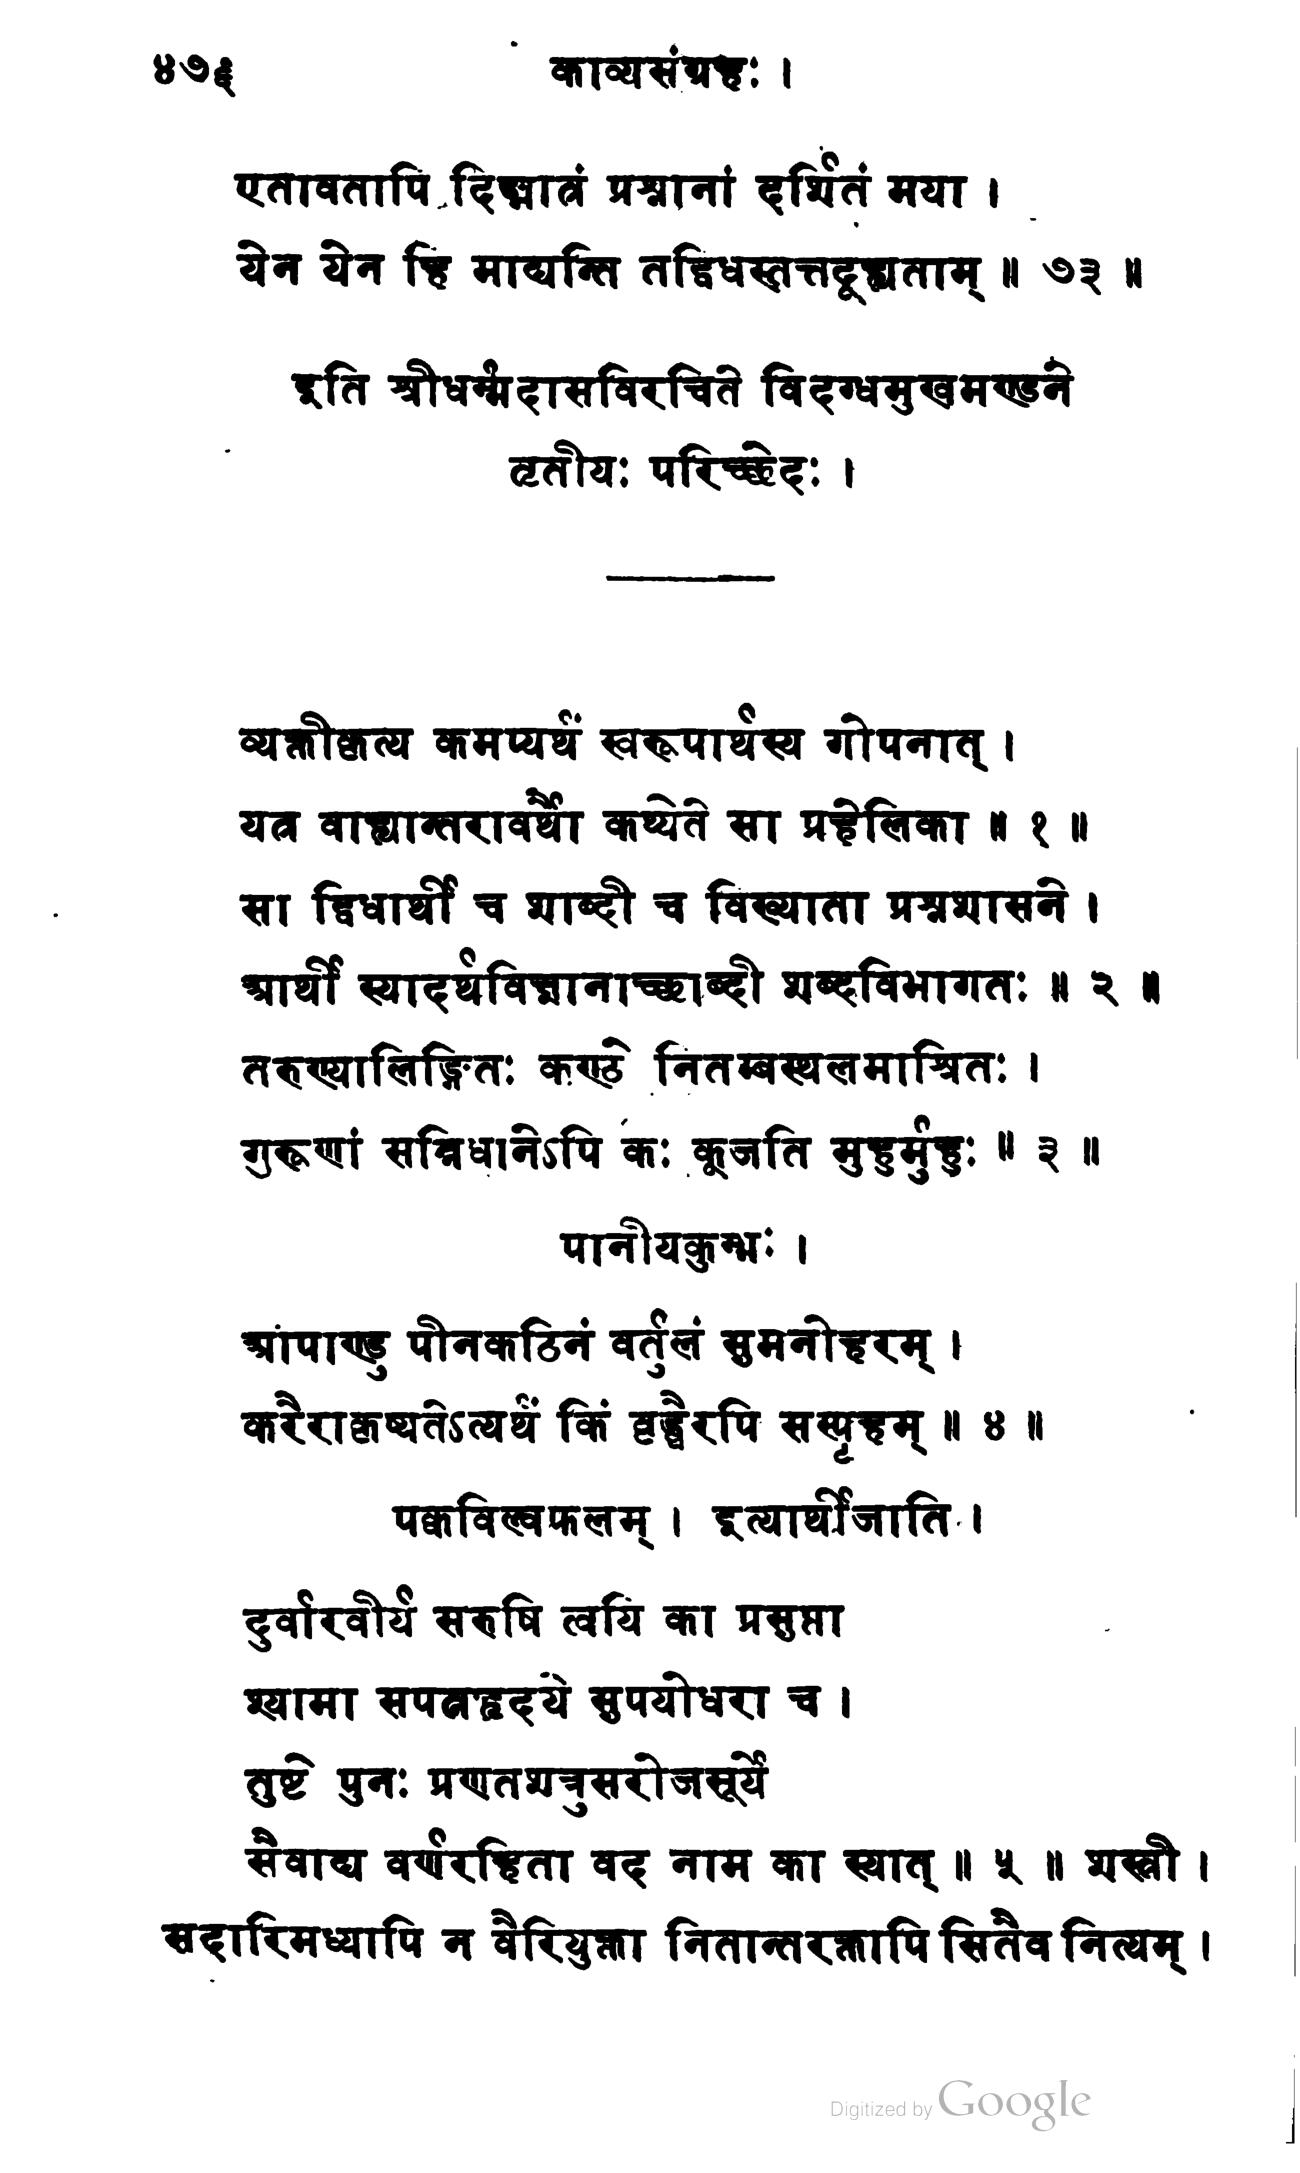 ४७६ काव्यसंग्रहः ।
एतावतापि दिङ्मात्रं प्रश्नानां दर्शितं मया ।
येन येन हि माद्यन्ति तद्विधस्तत्तदूह्यताम् ॥ ७३ ॥
इति श्रीधर्म्मदासविरचिते विदग्धमुखमण्डने
तृतीयः परिच्छेदः ।
व्यक्तीकृत्य कमप्यर्थं स्वरूपार्थस्य गोपनात् ।
यत्र वाह्यान्तरावर्थौ कथ्येते सा प्रहेलिका ॥ १ ॥
सा द्विधार्थी च शाब्दी च विख्याता प्रश्नशासने ।
आर्थी स्यादर्थविज्ञानाच्छाब्दी शब्दविभागतः ॥ २ ॥
तरुण्यालिङ्गितः कण्ठे नितम्बस्थलमाश्रितः ।
गुरूणां सन्निधानेऽपि कः कूजति मुहुर्मुहुः ॥ ३ ॥
पानीयकुम्भः ।
आपाण्डु पीनकठिनं वर्तुलं सुमनोहरम् ।
करैराकृष्यतेऽत्यर्थं किं वृद्धैरपि सस्पृहम् ॥ ४ ॥
पक्वविल्वफलम् । इत्यार्थीजाति ।
दुर्वारवीर्य सरुषि त्वयि का प्रसुप्ता
श्यामा सपत्नहृदये सुपयोधरा च ।
तुष्टे पुनः प्रणतशत्रुसरोजसूर्ये
सैवाद्य वर्णरहिता वद नाम का स्यात् ॥ ५ ॥ शस्त्री ।
सदारिमध्यापि न वैरियुक्ता नितान्तरक्तापि सितैव नित्यम् ।
Digitized by Google